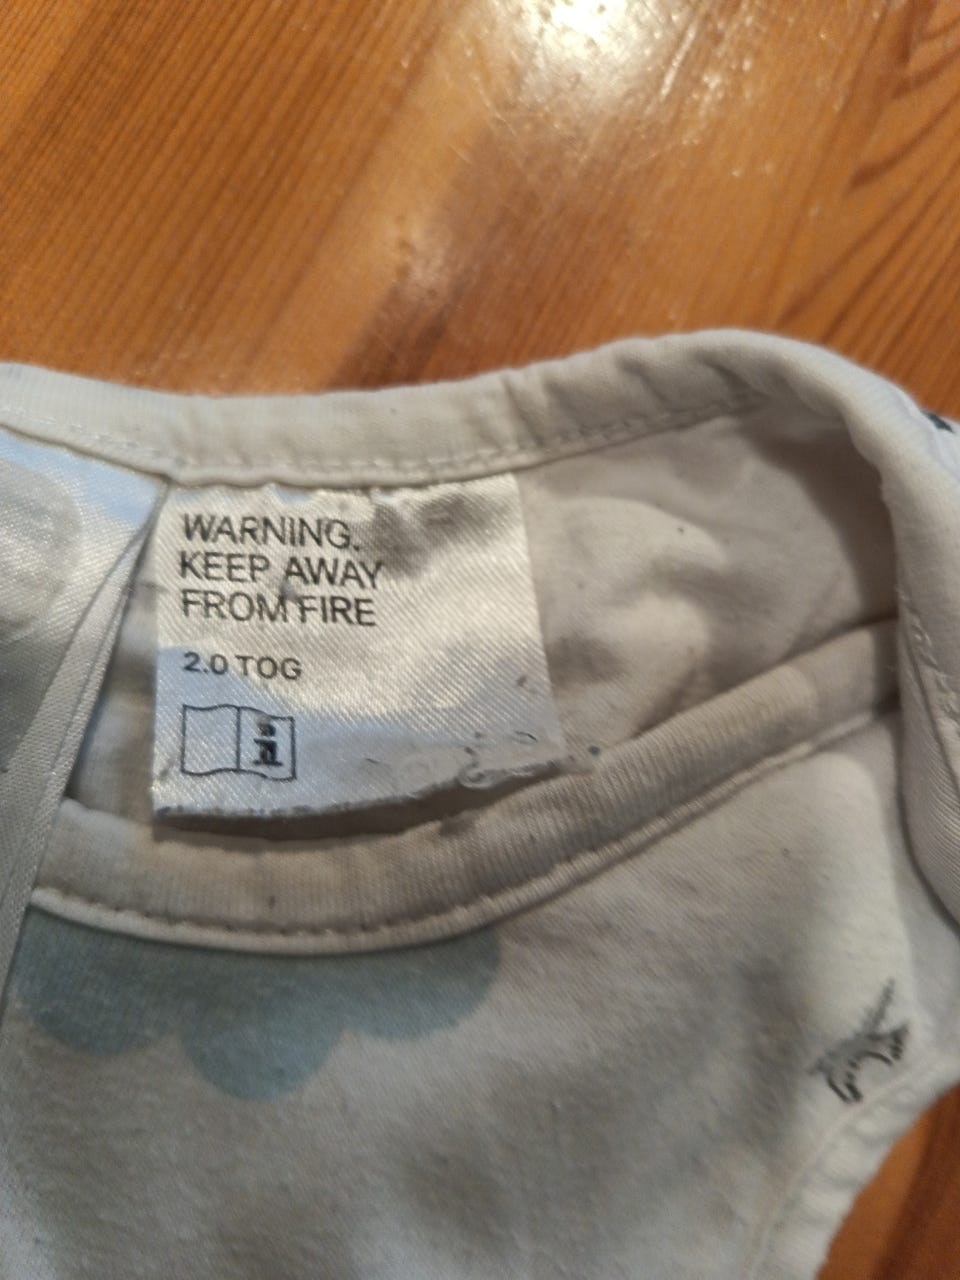 WARNING.
KEEP AWAY
FROM FIRE
2.0 TOG
i